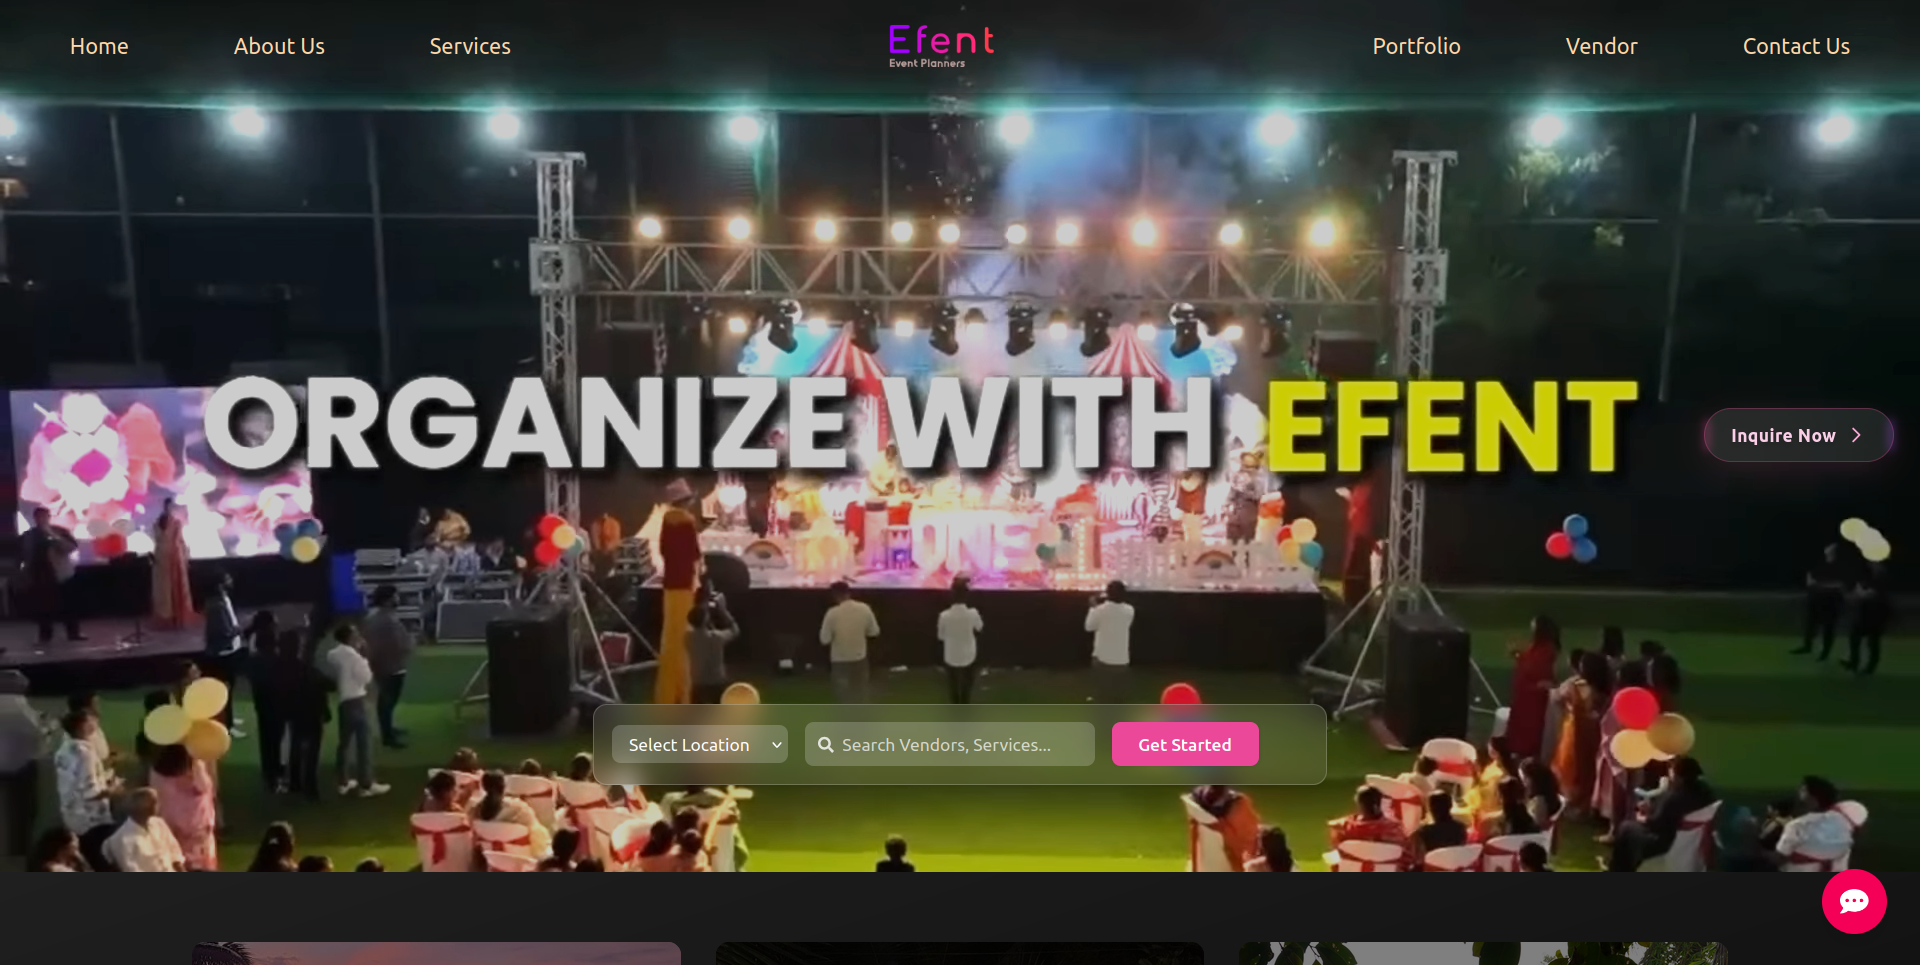 Home
About Us
Services
Efent
Event Planners
Portfolio
Vendor
Contact Us
ORGANIZE WITH EFENT
Inquire Now
ONE
Select Location
Search Vendors, Services...
Get Started